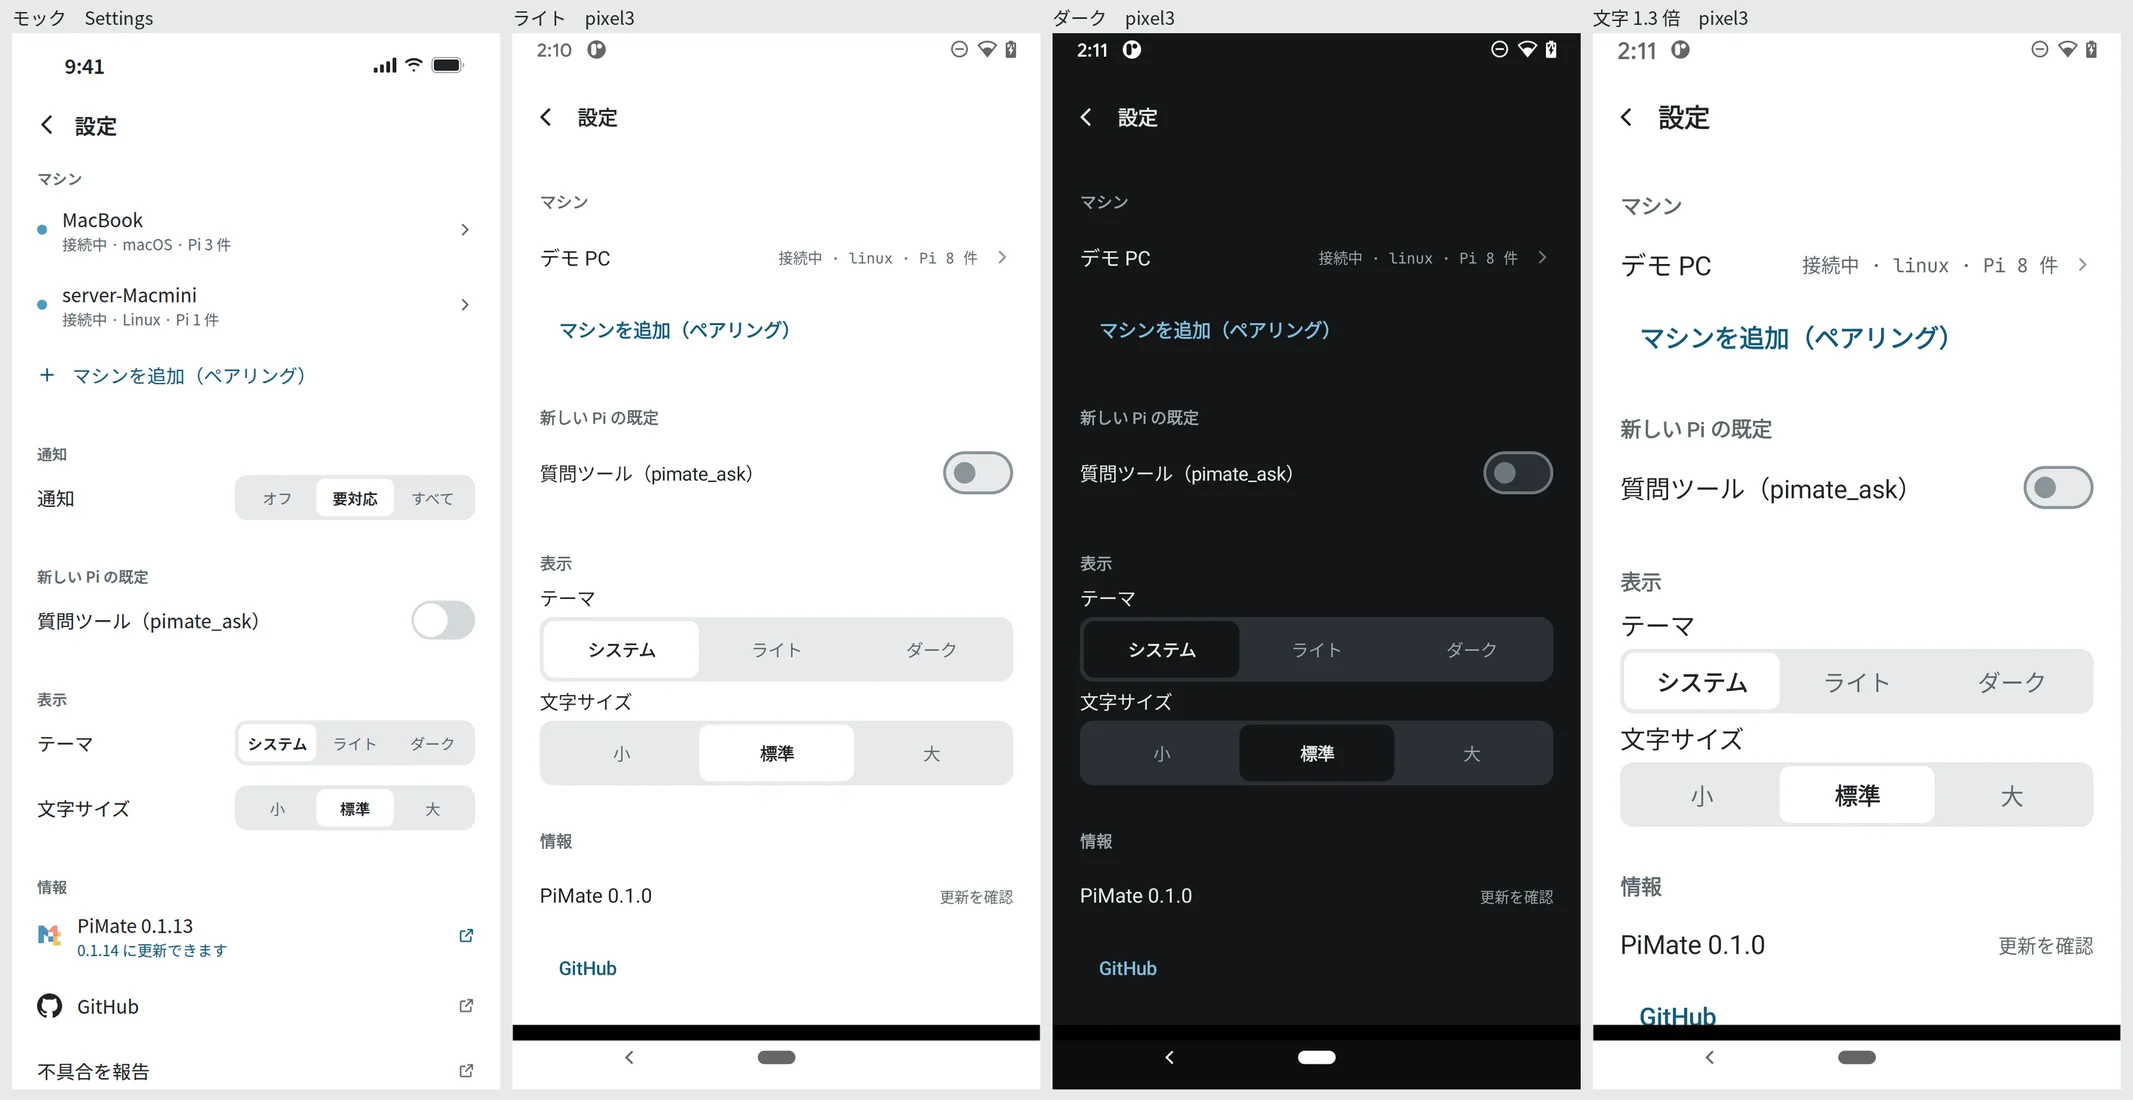 モック Settings
9:41
設定
マシン
MacBook
接続中 · macOS · Pi 3 件
server-Macmini
接続中 · Linux · Pi 1 件
+ マシンを追加（ペアリング）
通知
通知 オフ 要対応 すべて
新しい Pi の既定
質問ツール（pimate_ask）
表示
テーマ システム ライト ダーク
文字サイズ 小 標準 大
情報
PiMate 0.1.13
0.1.14 に更新できます
GitHub
不具合を報告
ライト pixel3
2:10
設定
マシン
デモ PC 接続中 · linux · Pi 8 件
マシンを追加（ペアリング）
新しい Pi の既定
質問ツール（pimate_ask）
表示
テーマ
システム ライト ダーク
文字サイズ
小 標準 大
情報
PiMate 0.1.0 更新を確認
GitHub
ダーク pixel3
2:11
設定
マシン
デモ PC 接続中 · linux · Pi 8 件
マシンを追加（ペアリング）
新しい Pi の既定
質問ツール（pimate_ask）
表示
テーマ
システム ライト ダーク
文字サイズ
小 標準 大
情報
PiMate 0.1.0 更新を確認
GitHub
文字 1.3 倍 pixel3
2:11
設定
マシン
デモ PC 接続中 · linux · Pi 8 件
マシンを追加（ペアリング）
新しい Pi の既定
質問ツール（pimate_ask）
表示
テーマ
システム ライト ダーク
文字サイズ
小 標準 大
情報
PiMate 0.1.0 更新を確認
GitHub